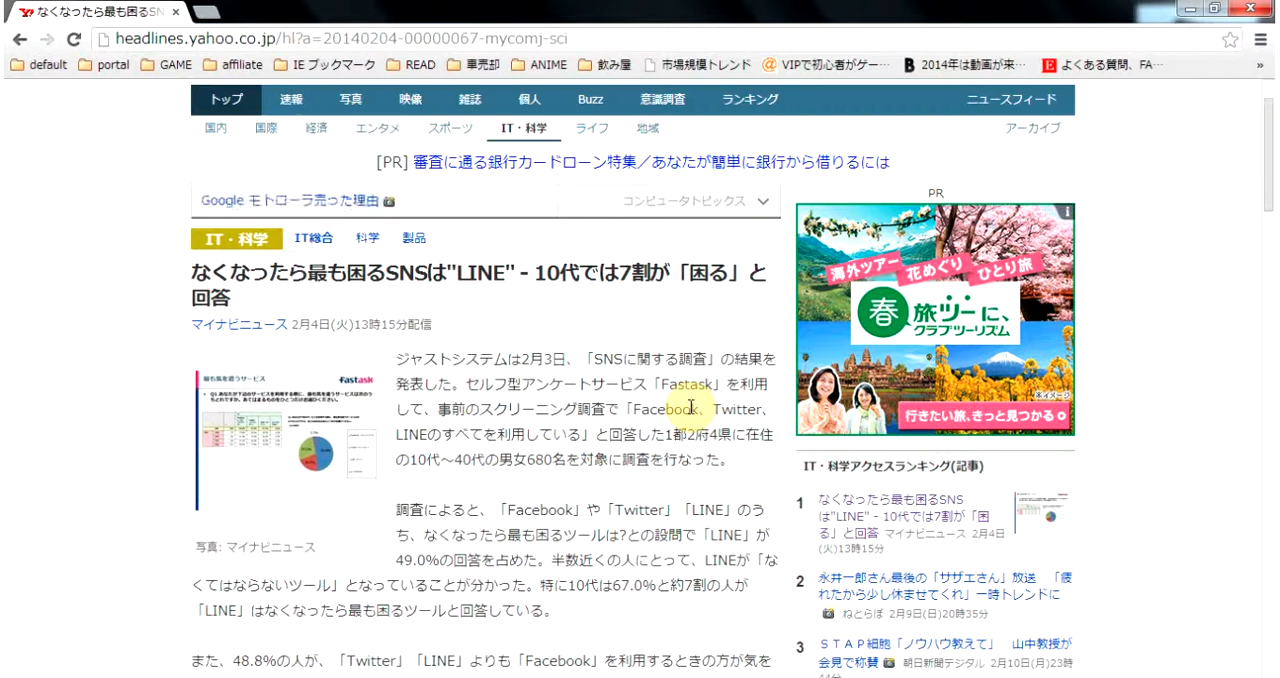 なくなったら最も困るSN
headlines.yahoo.co.jp/hl?a=20140204-00000067-mycomj-sci
default portal GAME affiliate IE ブックマーク READ 車売却 ANIME 飲み屋 市場規模トレンド VIPで初心者がゲー… 2014年は動画が来… よくある質問、FA… »
トップ 速報 写真 映像 雑誌 個人 Buzz 意識調査 ランキング ニュースフィード
国内 国際 経済 エンタメ スポーツ IT・科学 ライフ 地域 アーカイブ
[PR] 審査に通る銀行カードローン特集／あなたが簡単に銀行から借りるには
Google モトローラ売った理由 コンピュータトピックス
IT・科学 IT総合 科学 製品
なくなったら最も困るSNSは"LINE" - 10代では7割が「困る」と
回答
マイナビニュース 2月4日(火)13時15分配信
最も気を遣うサービス
Fastask
ジャストシステムは2月3日、「SNSに関する調査」の結果を
発表した。セルフ型アンケートサービス「Fastask」を利用
して、事前のスクリーニング調査で「Facebook、Twitter、
LINEのすべてを利用している」と回答した1都2府4県に在住
の10代～40代の男女680名を対象に調査を行なった。
写真: マイナビニュース
調査によると、「Facebook」や「Twitter」「LINE」のう
ち、なくなったら最も困るツールは?との設問で「LINE」が
49.0%の回答を占めた。半数近くの人にとって、LINEが「な
くてはならないツール」となっていることが分かった。特に10代は67.0%と約7割の人が
「LINE」はなくなったら最も困るツールと回答している。
また、48.8%の人が、「Twitter」「LINE」よりも「Facebook」を利用するときの方が気を
PR
海外ツアー 花めぐり ひとり旅
春 旅ツーに、
クラブツーリズム
※イメージ
行きたい旅、きっと見つかる
IT・科学アクセスランキング(記事)
1 なくなったら最も困るSNS
は"LINE" - 10代では7割が「困
る」と回答 マイナビニュース 2月4日
(火)13時15分
2 永井一郎さん最後の「サザエさん」放送 「疲
れたから少し休ませてくれ」一時トレンドに
ねとらぼ 2月9日(日)20時35分
3 ＳＴＡＰ細胞「ノウハウ教えて」 山中教授が
会見で称賛 朝日新聞デジタル 2月10日(月)23時
44分